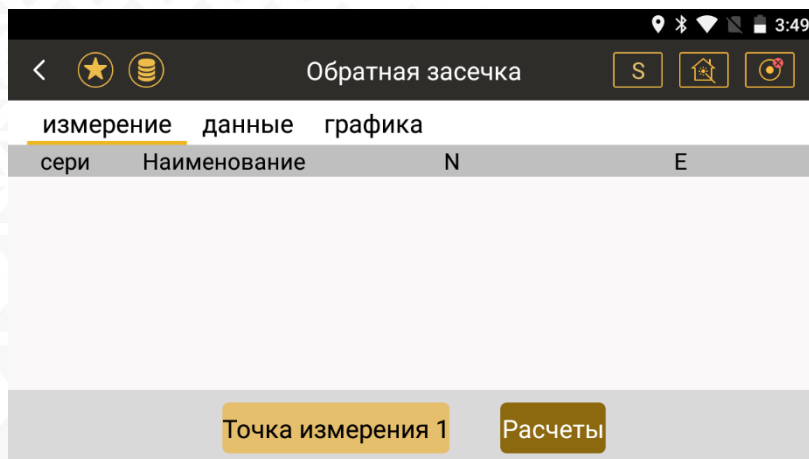 3:49
Обратная засечка
S
измерение данные графика
сери Наименование N E
Точка измерения 1 Расчеты